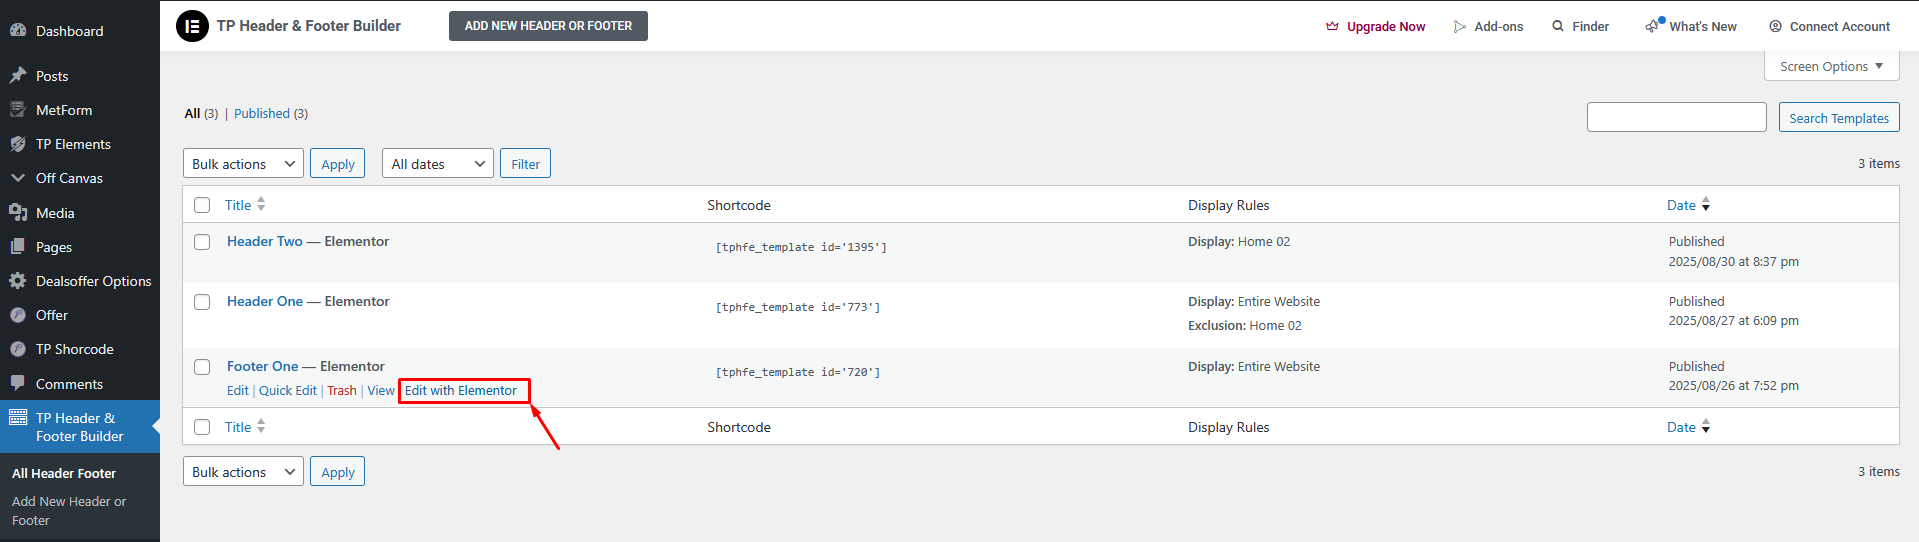 Dashboard
Posts
MetForm
TP Elements
Off Canvas
Media
Pages
Dealsoffer Options
Offer
TP Shorcode
Comments
TP Header &
Footer Builder
All Header Footer
Add New Header or
Footer
TP Header & Footer Builder
ADD NEW HEADER OR FOOTER
Upgrade Now
Add-ons
Finder
What's New
Connect Account
Screen Options
All (3) | Published (3)
Search Templates
Bulk actions
Apply
All dates
Filter
3 items
Title
Shortcode
Display Rules
Date
Header Two — Elementor
[tphfe_template id='1395']
Display: Home 02
Published
2025/08/30 at 8:37 pm
Header One — Elementor
[tphfe_template id='773']
Display: Entire Website
Exclusion: Home 02
Published
2025/08/27 at 6:09 pm
Footer One — Elementor
Edit | Quick Edit | Trash | View
Edit with Elementor
[tphfe_template id='720']
Display: Entire Website
Published
2025/08/26 at 7:52 pm
Title
Shortcode
Display Rules
Date
Bulk actions
Apply
3 items